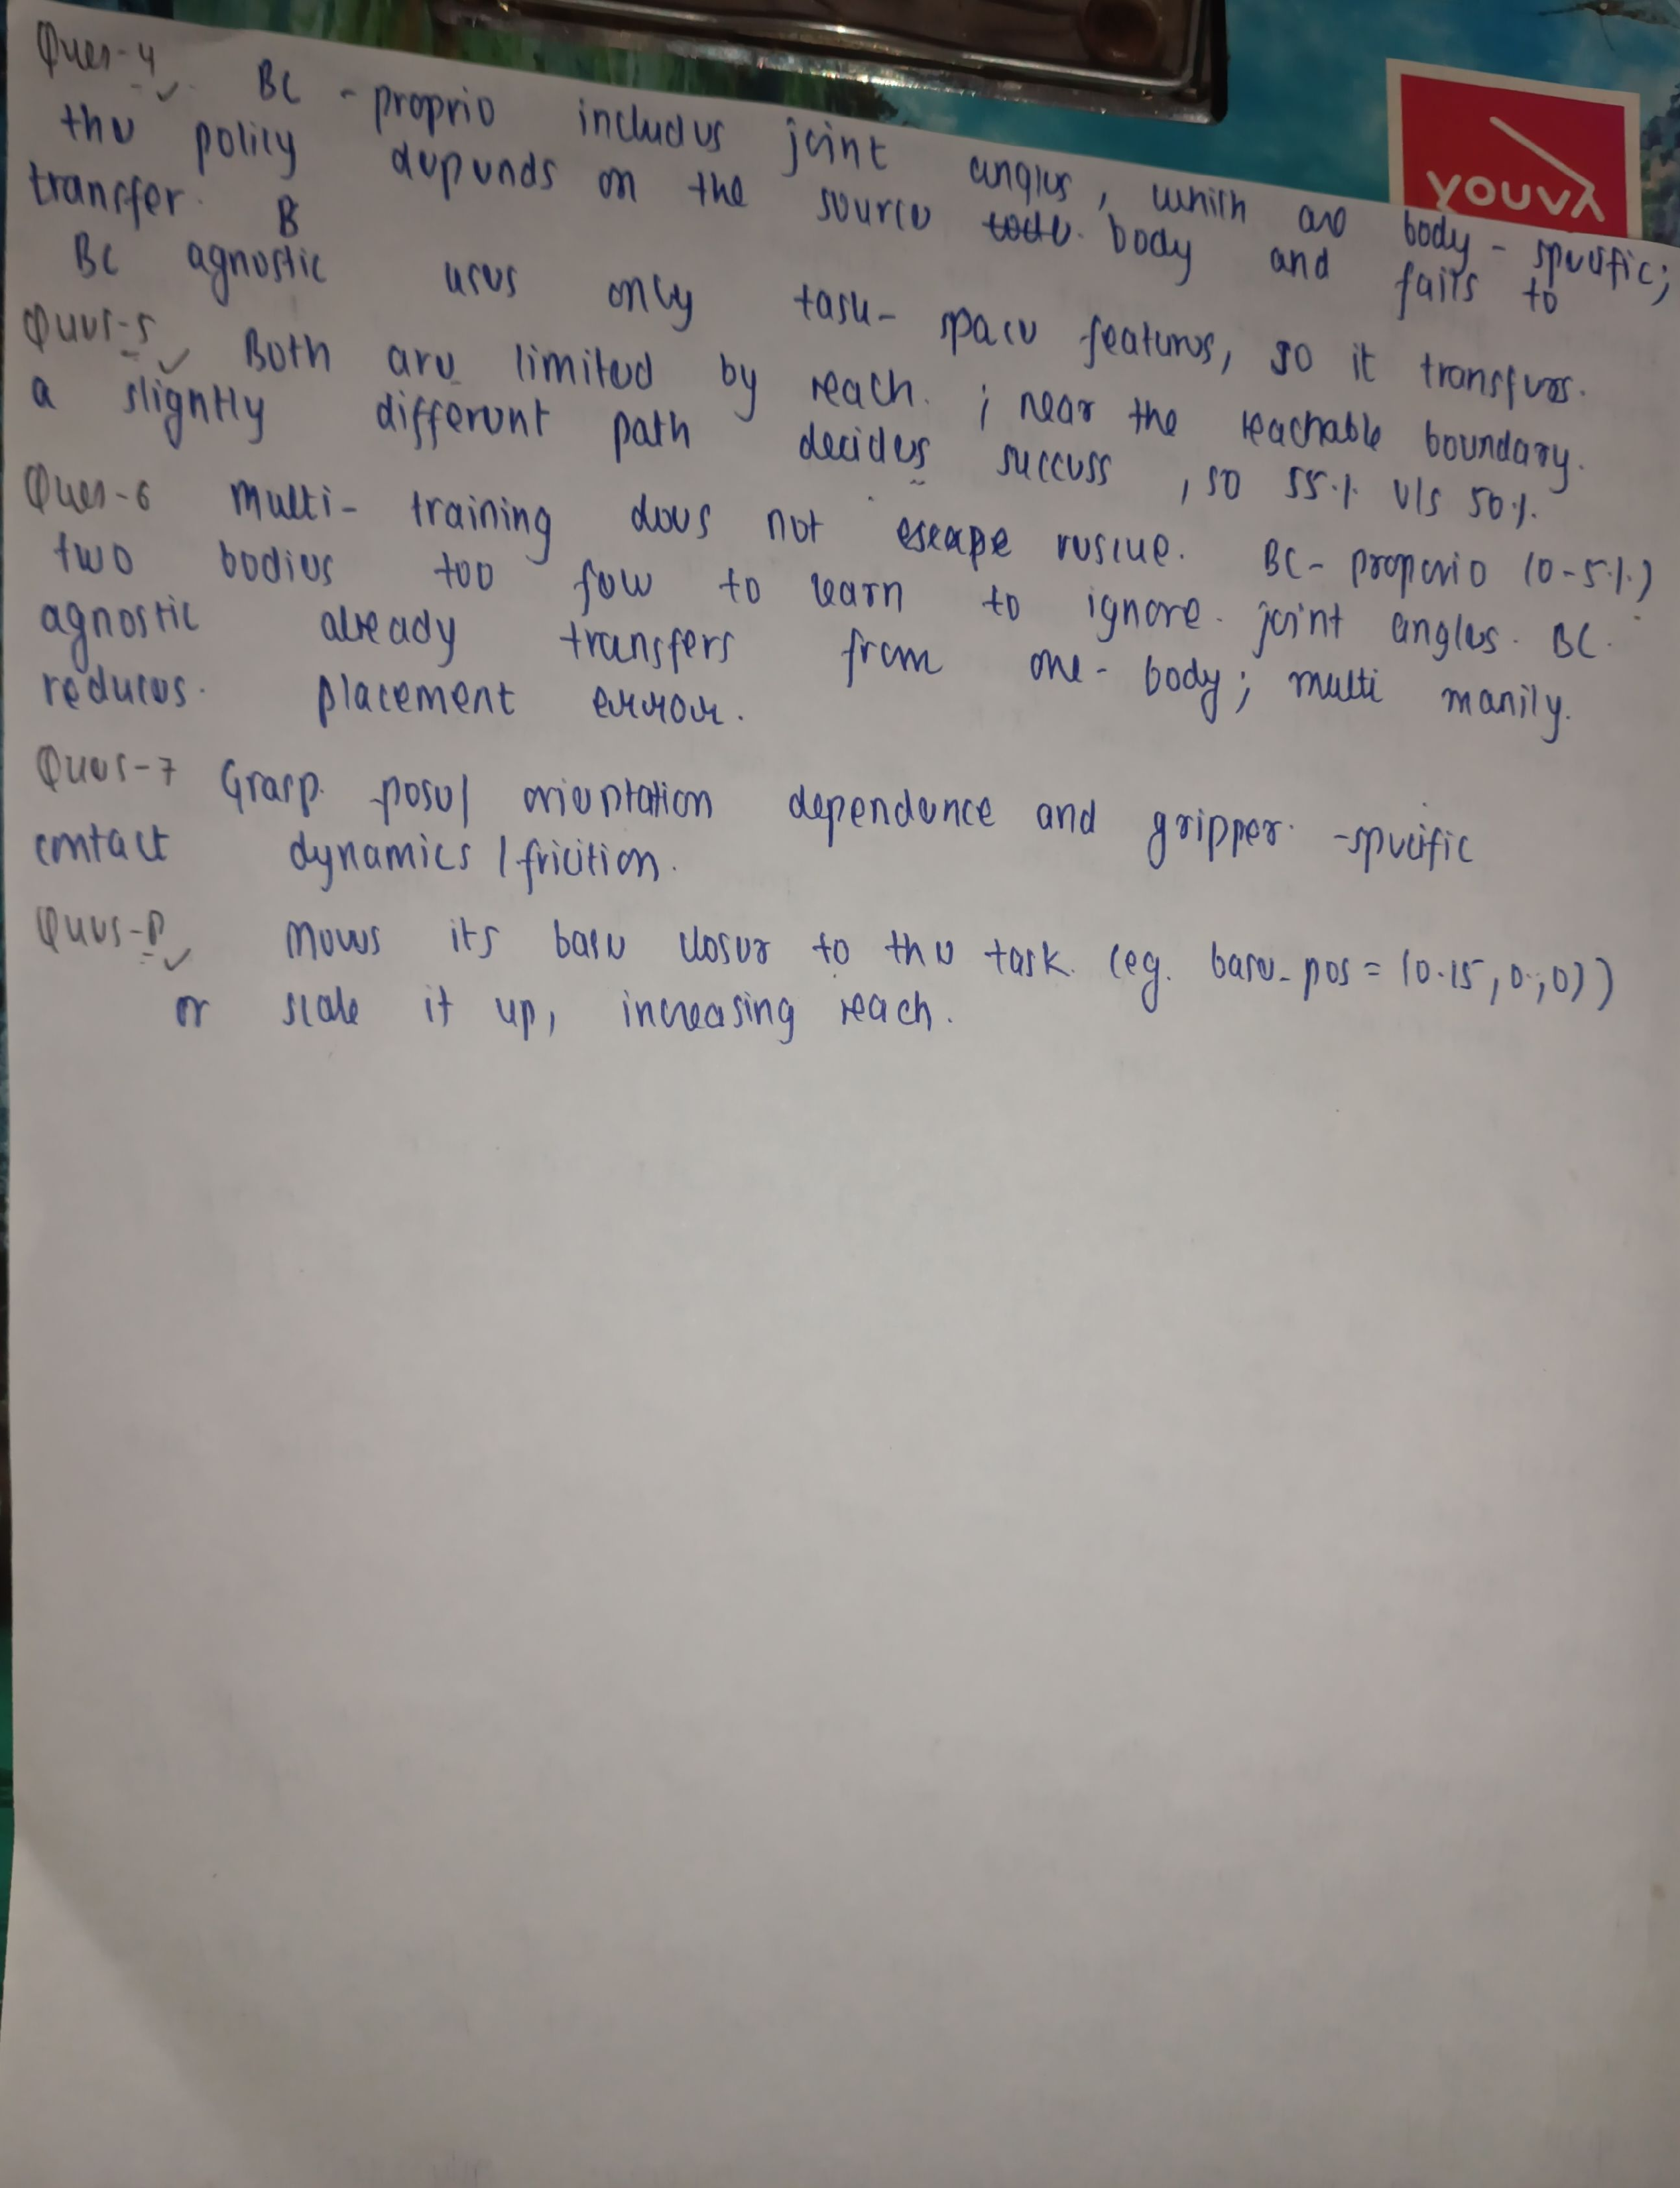 YOUVA
Ques-4 BC - proprio includes joint angles, which are body - specific;
the policy depends on the source body and fails to
transfer. B
BC agnostic uses only task- space features, so it transfers.
Ques-5 Both are limited by reach. ; near the reachable boundary.
a slightly different path decides success , so 55% v/s 50%.
Ques-6 Multi- training does not escape rescue. BC- properio (0-5%)
two bodies too few to learn to ignore. joint angles. BC.
agnostic already transfers from one- body; multi manily.
reduces. placement error.
Ques-7 Grasp. pose/ orientation dependence and gripper. -specific
contact dynamics / fricition.
Ques-8 Moves its base closer to the task. (eg. base_pos = (0.15, 0., 0))
or scale it up, increasing reach.